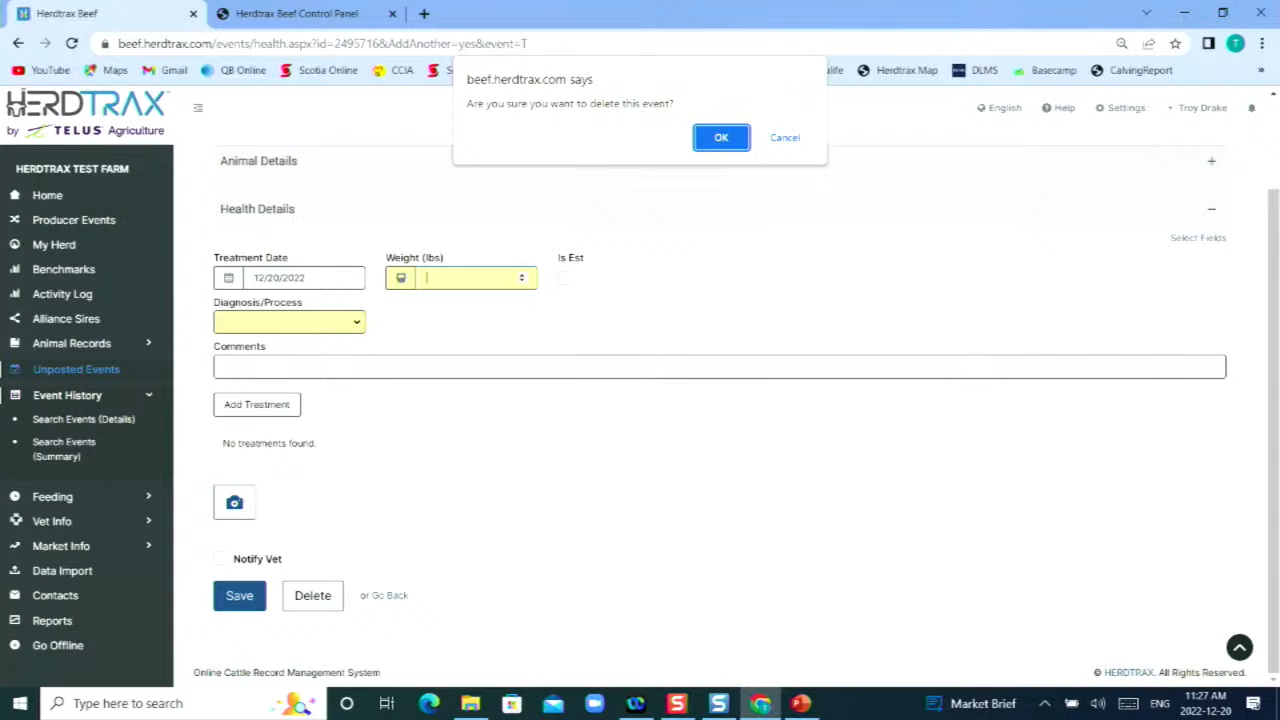 Herdtrax Beef
Herdtrax Beef Control Panel
beef.herdtrax.com/events/health.aspx?id=2495716&AddAnother=yes&event=T
YouTube
Maps
Gmail
QB Online
Scotia Online
CCIA
Herdtrax Map
DLMS
Basecamp
CalvingReport
»
beef.herdtrax.com says
Are you sure you want to delete this event?
OK
Cancel
HERDTRAX
by TELUS Agriculture
English
Help
Settings
Troy Drake
HERDTRAX TEST FARM
Home
Producer Events
My Herd
Benchmarks
Activity Log
Alliance Sires
Animal Records
Unposted Events
Event History
Search Events (Details)
Search Events
(Summary)
Feeding
Vet Info
Market Info
Data Import
Contacts
Reports
Go Offline
Animal Details
Health Details
Select Fields
Treatment Date
Weight (lbs)
Is Est
12/20/2022
Diagnosis/Process
Comments
Add Treatment
No treatments found.
Notify Vet
Save
Delete
or Go Back
Online Cattle Record Management System
© HERDTRAX. All Rights Reserved.
Type here to search
Market Brief
ENG
11:27 AM
2022-12-20